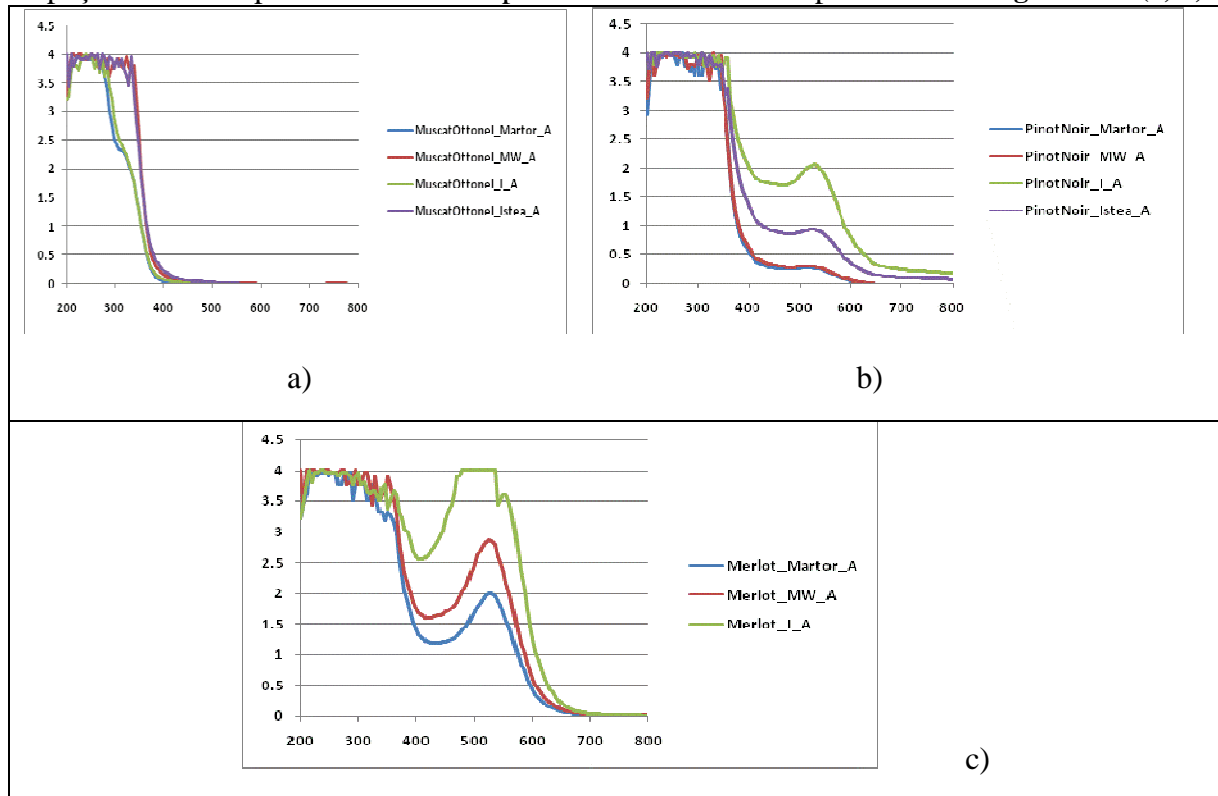 4.5
4
3.5
3
2.5
2
1.5
1
0.5
0
200 300 400 500 600 700 800
MuscatOttonel_Martor_A
MuscatOttonel_MW_A
MuscatOttonel_I_A
MuscatOttonel_Istea_A
a)
4.5
4
3.5
3
2.5
2
1.5
1
0.5
0
200 300 400 500 600 700 800
PinotNoir_Martor_A
PinotNoir_MW_A
PinotNoir_I_A
PinotNoir_Istea_A
b)
4.5
4
3.5
3
2.5
2
1.5
1
0.5
0
200 300 400 500 600 700 800
Merlot_Martor_A
Merlot_MW_A
Merlot_I_A
c)